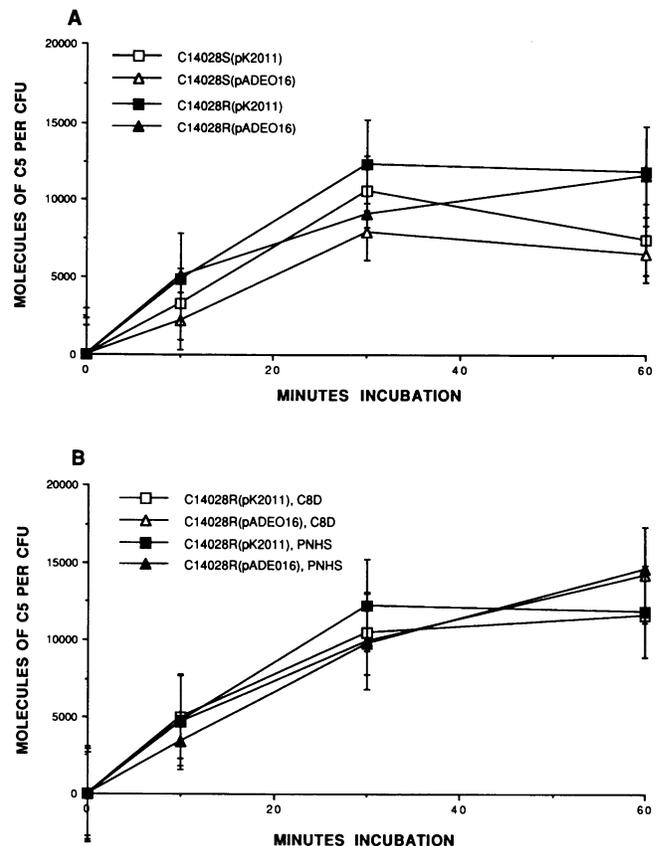 A
20000
15000
10000
5000
0
MOLECULES OF C5 PER CFU
C14028S(pK2011)
C14028S(pADEO16)
C14028R(pK2011)
C14028R(pADEO16)
0 20 40 60
MINUTES INCUBATION
B
20000
15000
10000
5000
0
MOLECULES OF C5 PER CFU
C14028R(pK2011), C8D
C14028R(pADEO16), C8D
C14028R(pK2011), PNHS
C14028R(pADE016), PNHS
0 20 40 60
MINUTES INCUBATION